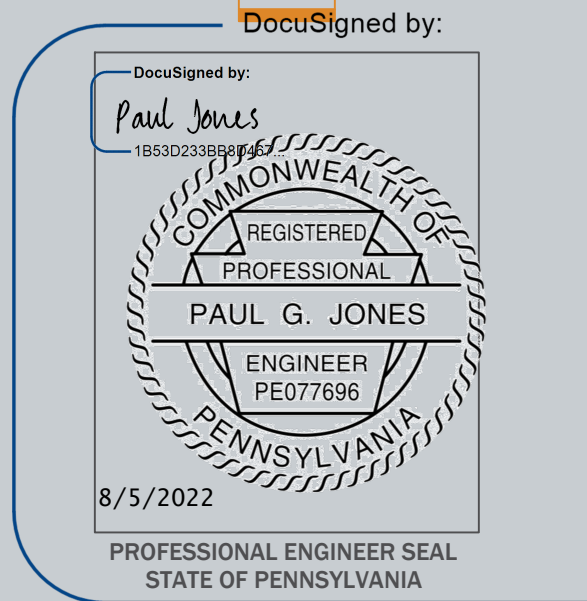 DocuSigned by:
DocuSigned by:
Paul Jones
1B53D233BB8D467...
COMMONWEALTH OF
REGISTERED
PROFESSIONAL
PAUL G. JONES
ENGINEER
PE077696
PENNSYLVANIA
8/5/2022
PROFESSIONAL ENGINEER SEAL
STATE OF PENNSYLVANIA